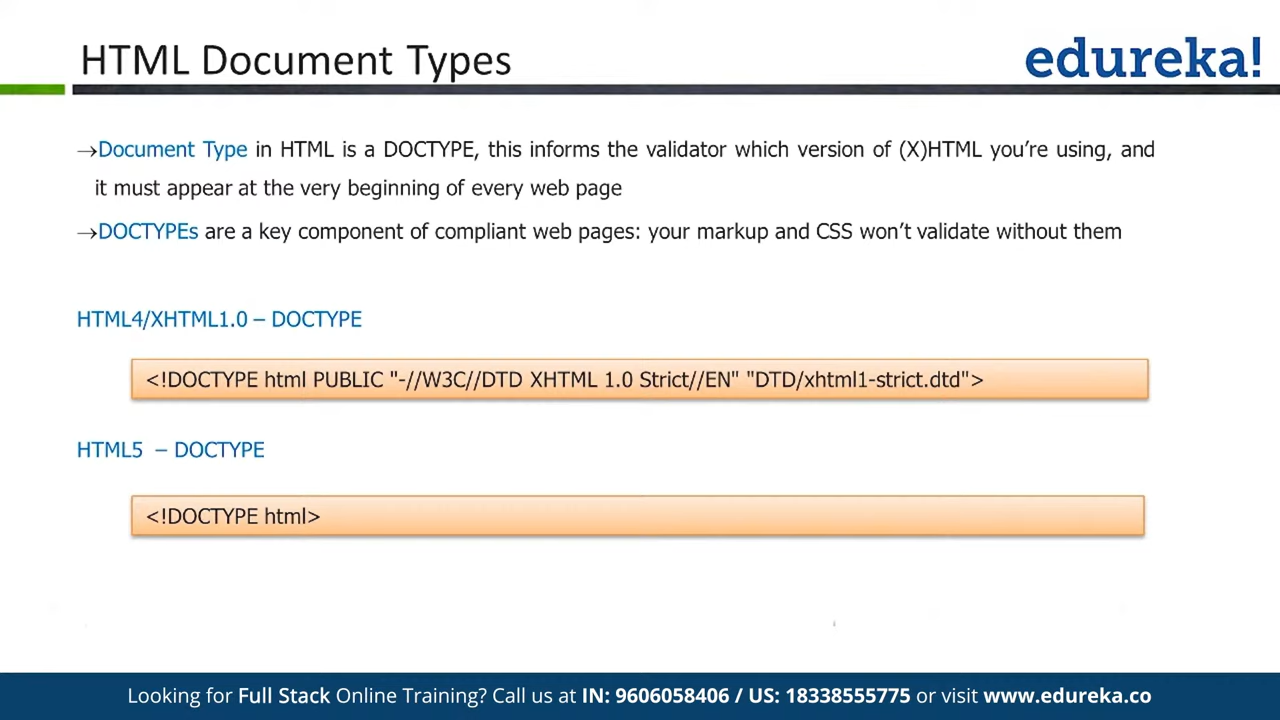 HTML Document Types
edureka!
→Document Type in HTML is a DOCTYPE, this informs the validator which version of (X)HTML you’re using, and
it must appear at the very beginning of every web page
→DOCTYPEs are a key component of compliant web pages: your markup and CSS won’t validate without them
HTML4/XHTML1.0 – DOCTYPE
<!DOCTYPE html PUBLIC "-//W3C//DTD XHTML 1.0 Strict//EN" "DTD/xhtml1-strict.dtd">
HTML5 – DOCTYPE
<!DOCTYPE html>
Looking for Full Stack Online Training? Call us at IN: 9606058406 / US: 18338555775 or visit www.edureka.co